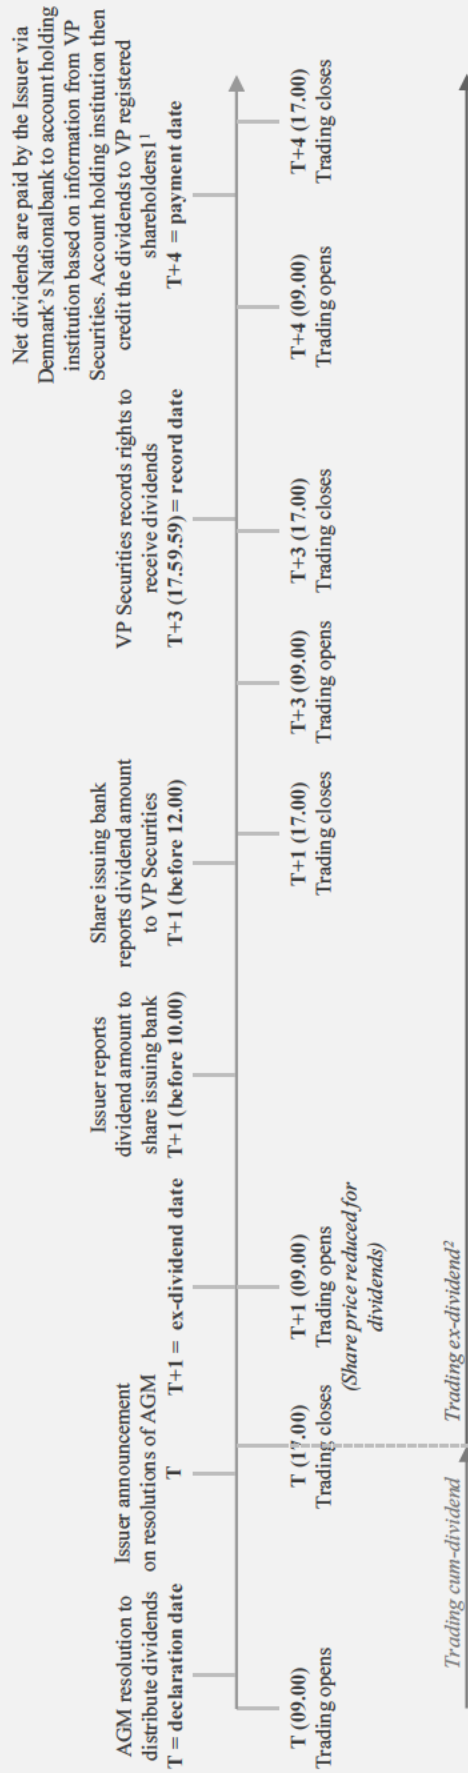 AGM resolution to
distribute dividends
T = declaration date
Issuer announcement
on resolutions of AGM
T
T+1 = ex-dividend date
Issuer reports
dividend amount to
share issuing bank
T+1 (before 10.00)
Share issuing bank
reports dividend amount
to VP Securities
T+1 (before 12.00)
VP Securities records rights to
receive dividends
T+3 (17.59.59) = record date
Net dividends are paid by the Issuer via
Denmark's Nationalbank to account holding
institution based on information from VP
Securities. Account holding institution then
credit the dividends to VP registered
shareholders1¹
T+4 = payment date
T (09.00)
Trading opens
T (17.00)
Trading closes
T+1 (09.00)
Trading opens
(Share price reduced for
dividends)
T+1 (17.00)
Trading closes
T+3 (09.00)
Trading opens
T+3 (17.00)
Trading closes
T+4 (09.00)
Trading opens
T+4 (17.00)
Trading closes
Trading cum-dividend
Trading ex-dividend²